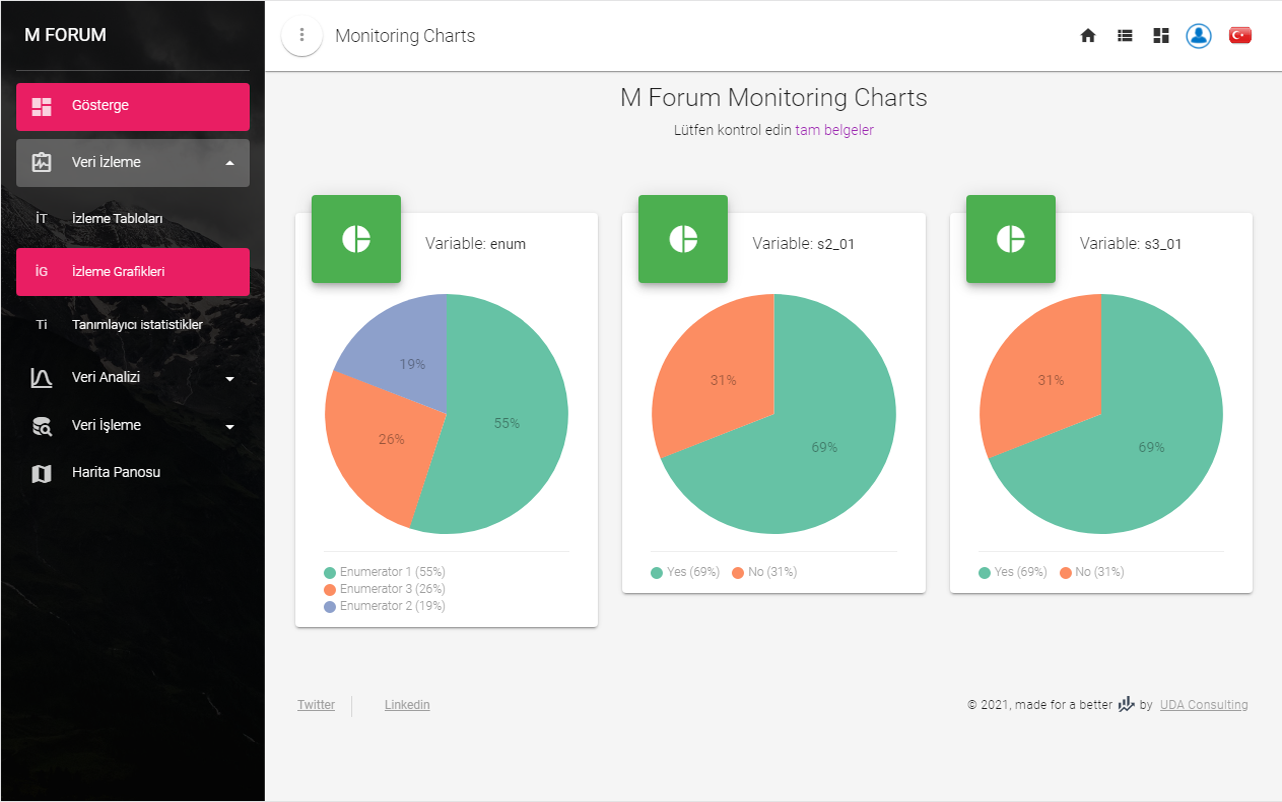 M FORUM
Gösterge
Veri İzleme
İT İzleme Tabloları
İG İzleme Grafikleri
Ti Tanımlayıcı istatistikler
Veri Analizi
Veri İşleme
Harita Panosu
Monitoring Charts
M Forum Monitoring Charts
Lütfen kontrol edin tam belgeler
Variable: enum
19%
55%
26%
Enumerator 1 (55%)
Enumerator 3 (26%)
Enumerator 2 (19%)
Variable: s2_01
31%
69%
Yes (69%) No (31%)
Variable: s3_01
31%
69%
Yes (69%) No (31%)
Twitter
Linkedin
© 2021, made for a better by UDA Consulting